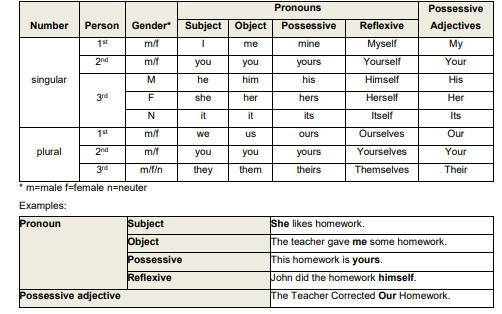 Pronouns Possessive
Number Person Gender* Subject Object Possessive Reflexive Adjectives
singular 1st m/f I me mine Myself My
2nd m/f you you yours Yourself Your
3rd M he him his Himself His
F she her hers Herself Her
N it it its Itself Its
plural 1st m/f we us ours Ourselves Our
2nd m/f you you yours Yourselves Your
3rd m/f/n they them theirs Themselves Their
* m=male f=female n=neuter
Examples:
Pronoun Subject She likes homework.
Object The teacher gave me some homework.
Possessive This homework is yours.
Reflexive John did the homework himself.
Possessive adjective The Teacher Corrected Our Homework.